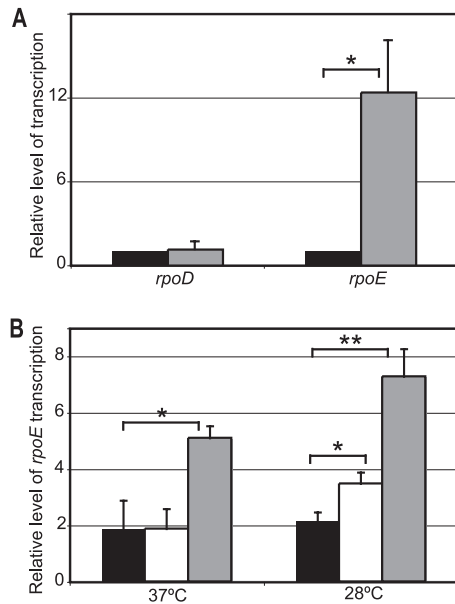 A
Relative level of transcription
12
6
0
*
rpoD
rpoE
B
Relative level of rpoE transcription
8
6
4
2
0
*
**
*
37ºC
28ºC